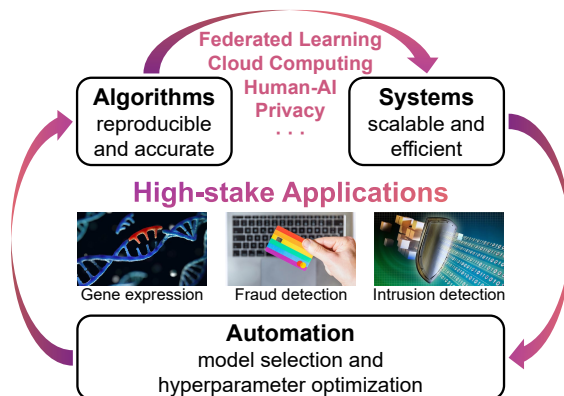 Federated Learning
Cloud Computing
Human-AI
Privacy
. . .
Algorithms
reproducible
and accurate
Systems
scalable and
efficient
High-stake Applications
Gene expression
Fraud detection
Intrusion detection
Automation
model selection and
hyperparameter optimization